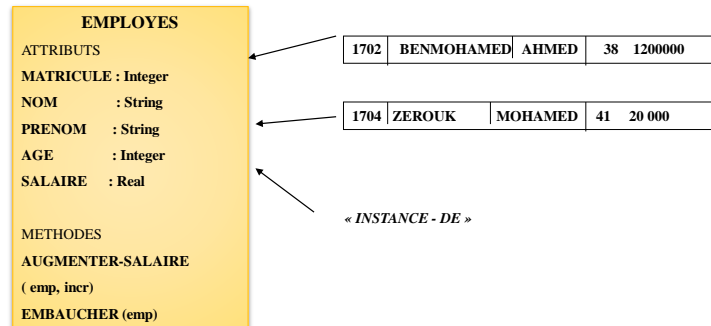 EMPLOYES
ATTRIBUTS
MATRICULE : Integer
NOM : String
PRENOM : String
AGE : Integer
SALAIRE : Real
METHODES
AUGMENTER-SALAIRE
( emp, incr)
EMBAUCHER (emp)
1702 BENMOHAMED AHMED 38 1200000
1704 ZEROUK MOHAMED 41 20 000
« INSTANCE - DE »